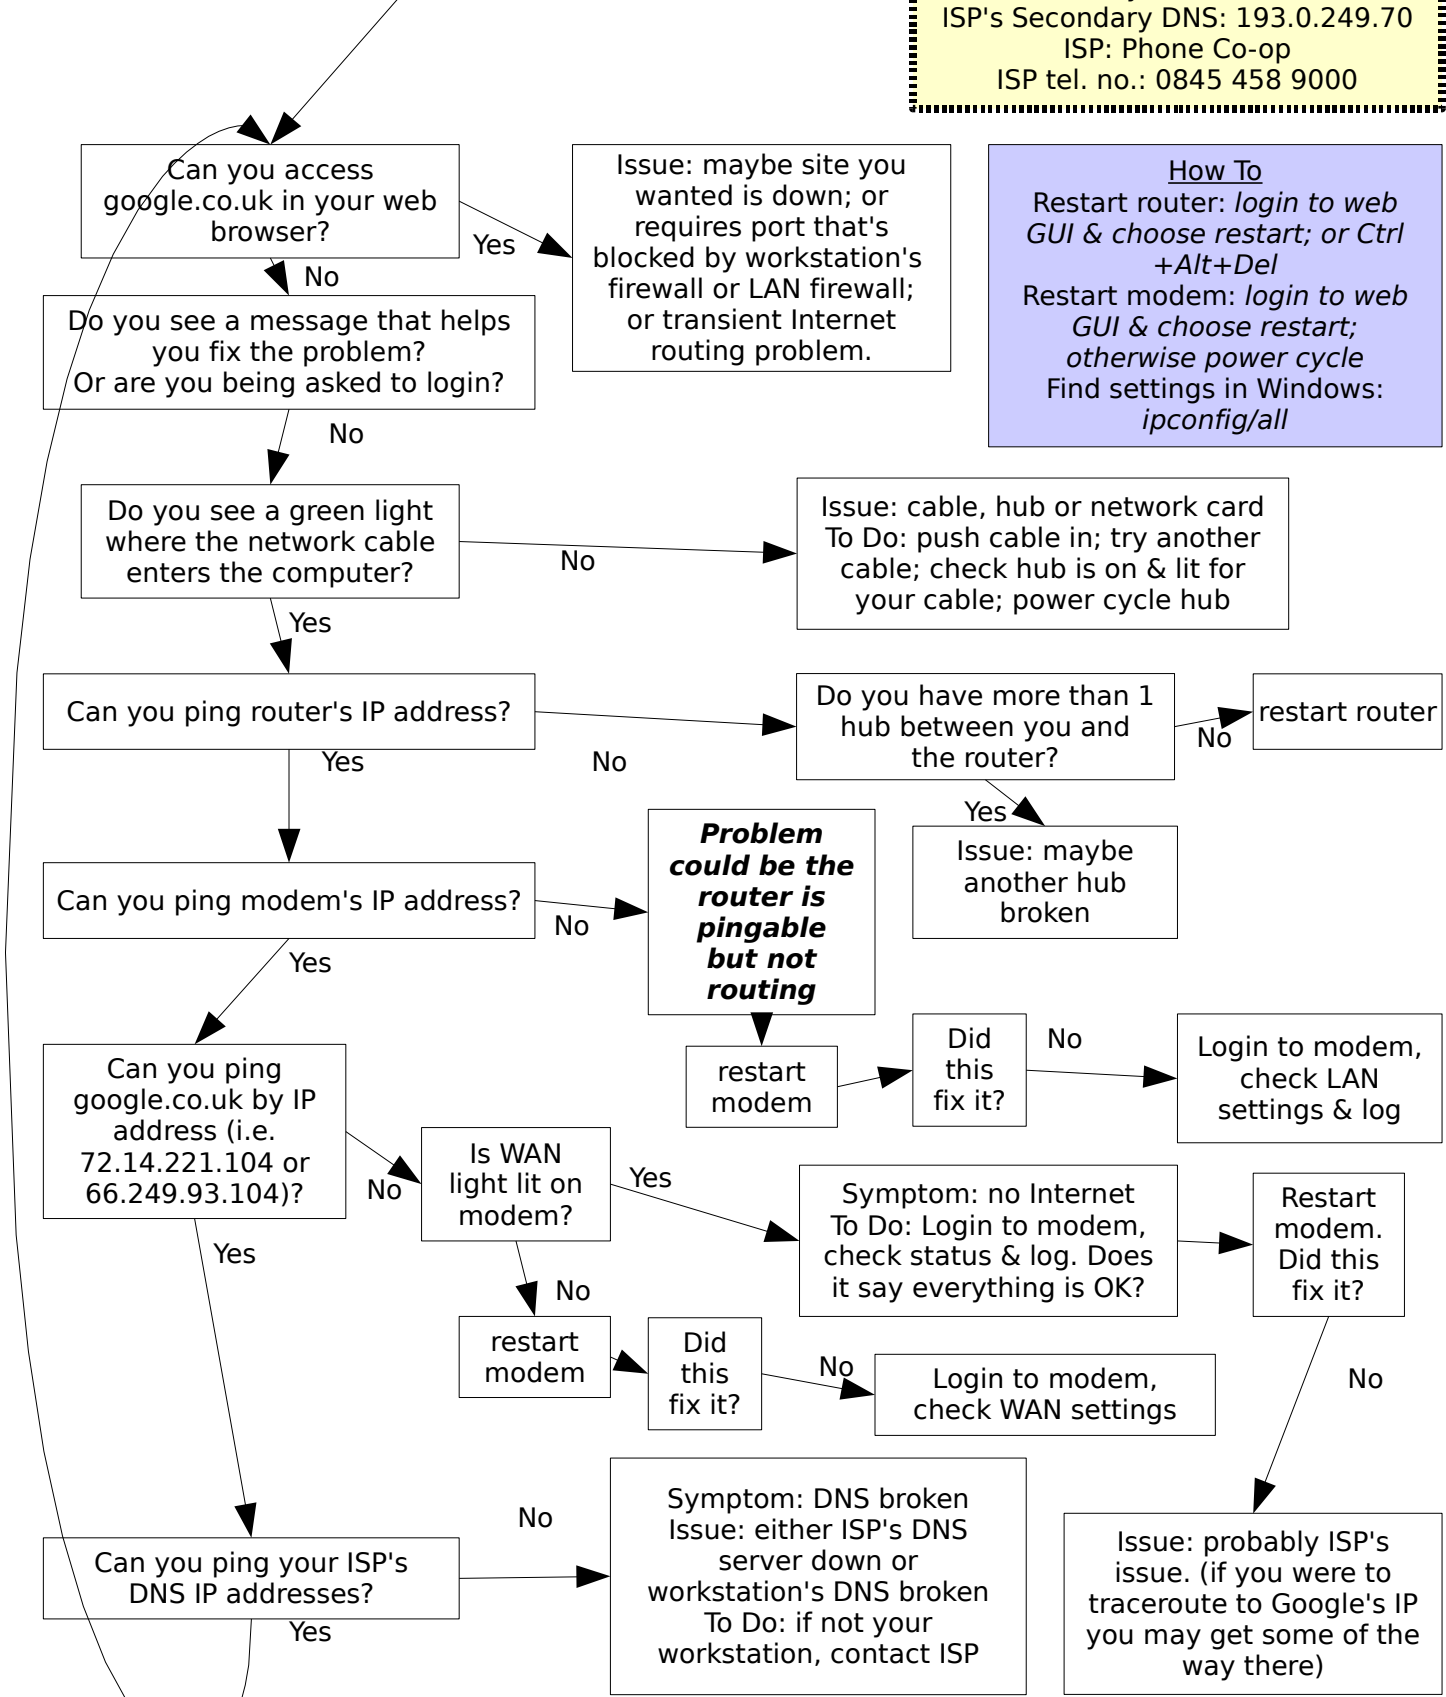 ISP's Secondary DNS: 193.0.249.70
ISP: Phone Co-op
ISP tel. no.: 0845 458 9000
Can you access
google.co.uk in your web
browser?
Yes
No
Issue: maybe site you
wanted is down; or
requires port that's
blocked by workstation's
firewall or LAN firewall;
or transient Internet
routing problem.
How To
Restart router: login to web
GUI & choose restart; or Ctrl
+Alt+Del
Restart modem: login to web
GUI & choose restart;
otherwise power cycle
Find settings in Windows:
ipconfig/all
Do you see a message that helps
you fix the problem?
Or are you being asked to login?
No
Do you see a green light
where the network cable
enters the computer?
No
Yes
Issue: cable, hub or network card
To Do: push cable in; try another
cable; check hub is on & lit for
your cable; power cycle hub
Can you ping router's IP address?
Yes
No
Do you have more than 1
hub between you and
the router?
No
restart router
Yes
Issue: maybe
another hub
broken
Can you ping modem's IP address?
No
Yes
Problem
could be the
router is
pingable
but not
routing
restart
modem
Did
this
fix it?
No
Login to modem,
check LAN
settings & log
Can you ping
google.co.uk by IP
address (i.e.
72.14.221.104 or
66.249.93.104)?
No
Yes
Is WAN
light lit on
modem?
Yes
No
Symptom: no Internet
To Do: Login to modem,
check status & log. Does
it say everything is OK?
Restart
modem.
Did this
fix it?
No
restart
modem
Did
this
fix it?
No
Login to modem,
check WAN settings
Can you ping your ISP's
DNS IP addresses?
No
Yes
Symptom: DNS broken
Issue: either ISP's DNS
server down or
workstation's DNS broken
To Do: if not your
workstation, contact ISP
Issue: probably ISP's
issue. (if you were to
traceroute to Google's IP
you may get some of the
way there)